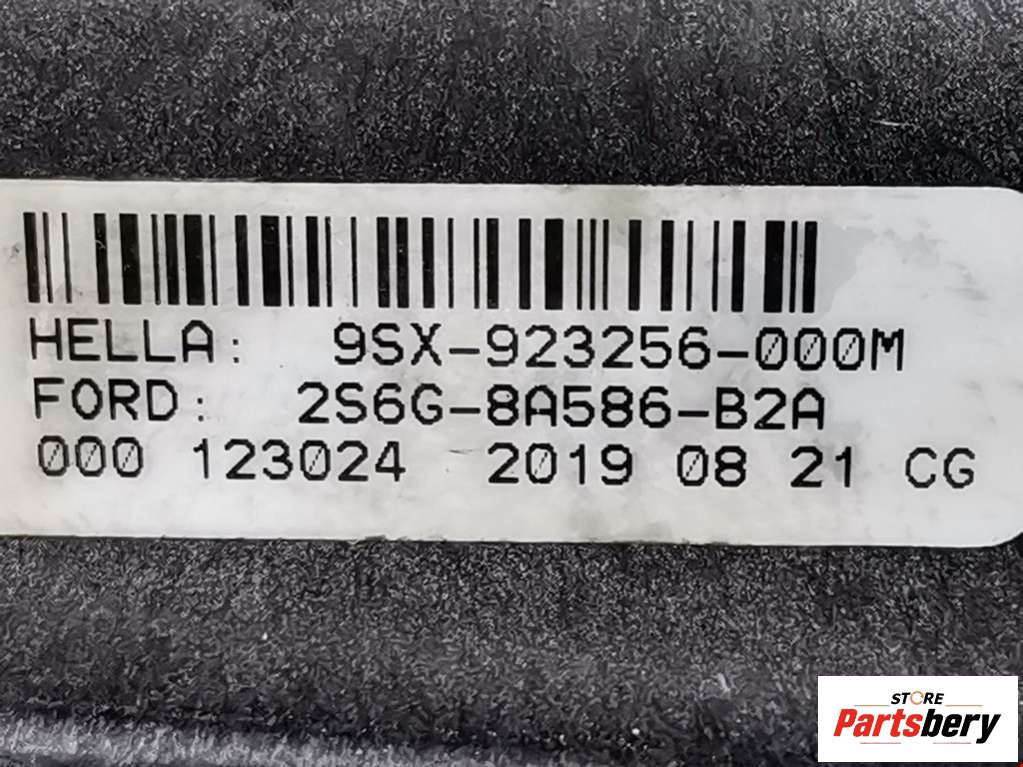 HELLA: 9SX-923256-000M
FORD: 2S6G-8A586-B2A
000 123024 2019 08 21 CG
STORE
Partsbery